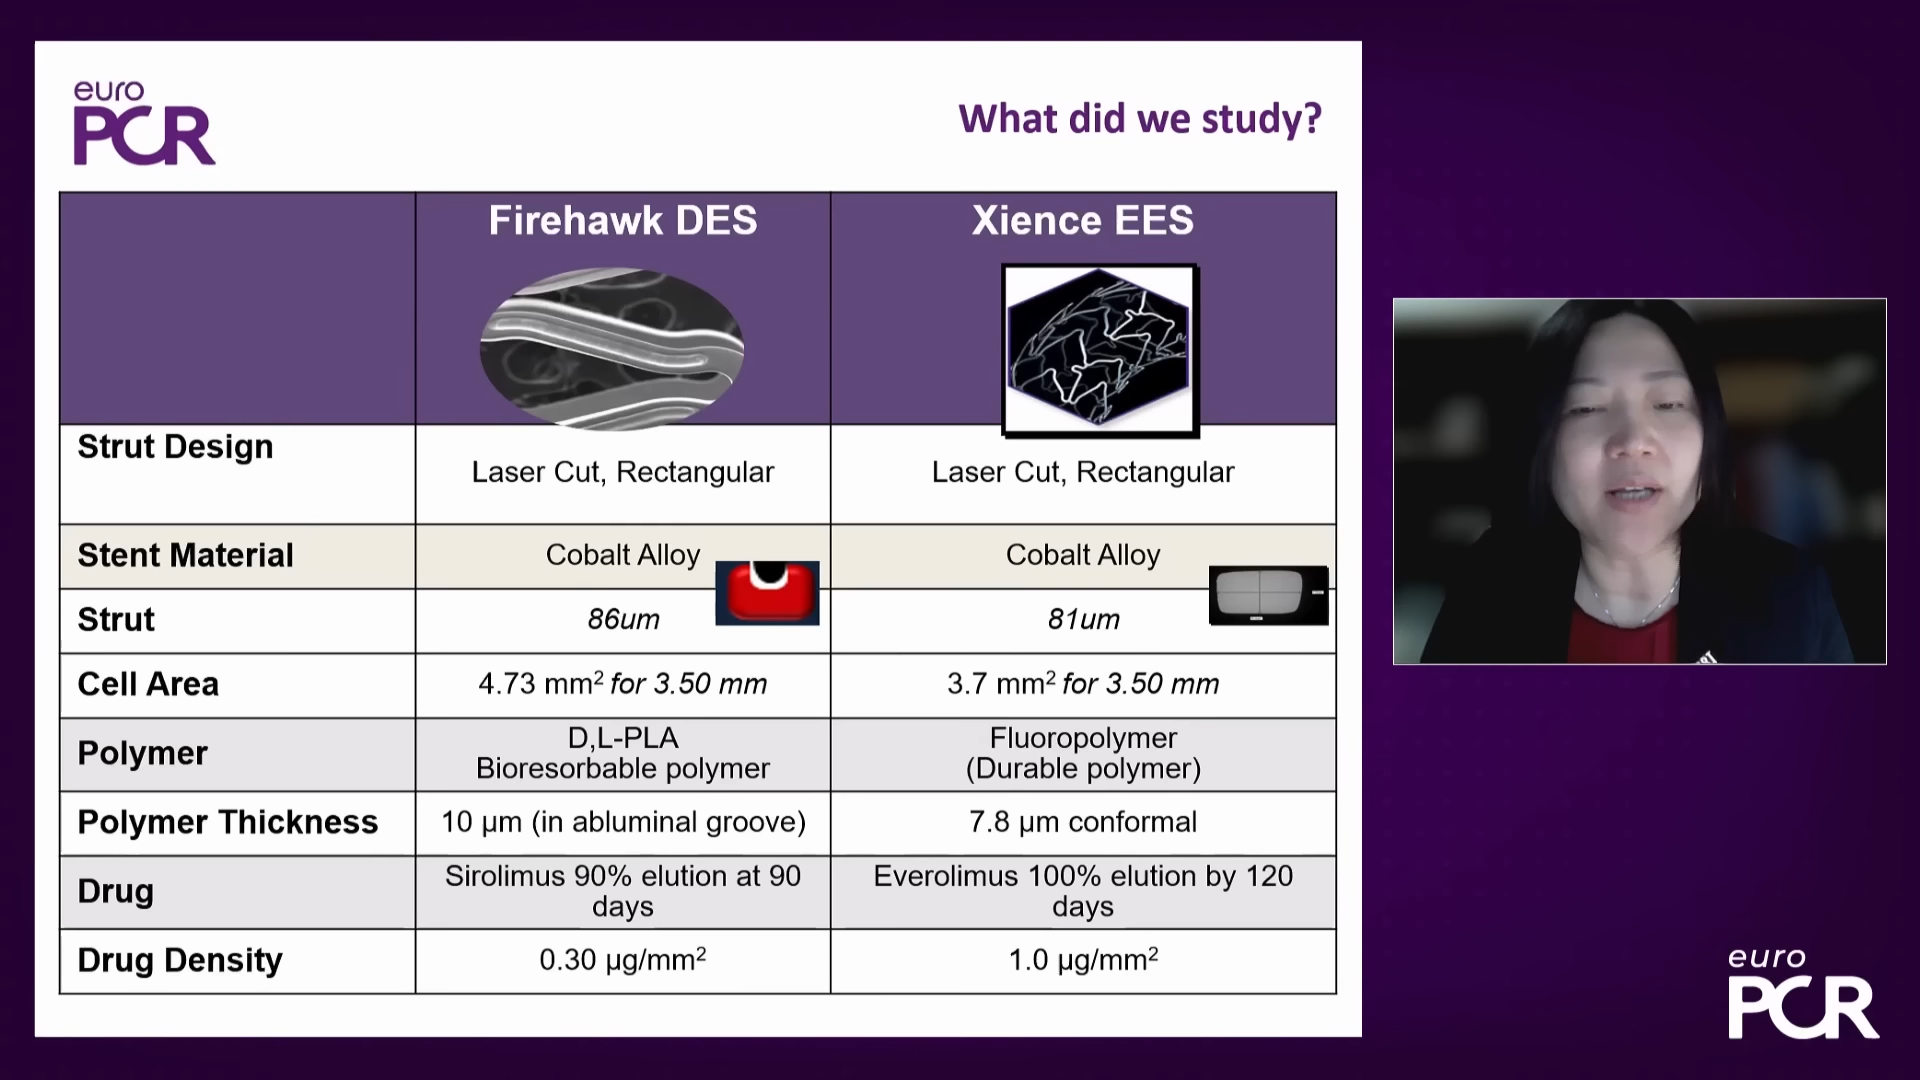 euro
PCR
What did we study?
Firehawk DES
Xience EES
Strut Design
Laser Cut, Rectangular
Laser Cut, Rectangular
Stent Material
Cobalt Alloy
Cobalt Alloy
Strut
86um
81um
Cell Area
4.73 mm² for 3.50 mm
3.7 mm² for 3.50 mm
Polymer
D,L-PLA
Bioresorbable polymer
Fluoropolymer
(Durable polymer)
Polymer Thickness
10 µm (in abluminal groove)
7.8 µm conformal
Drug
Sirolimus 90% elution at 90
days
Everolimus 100% elution by 120
days
Drug Density
0.30 µg/mm²
1.0 µg/mm²
euro
PCR